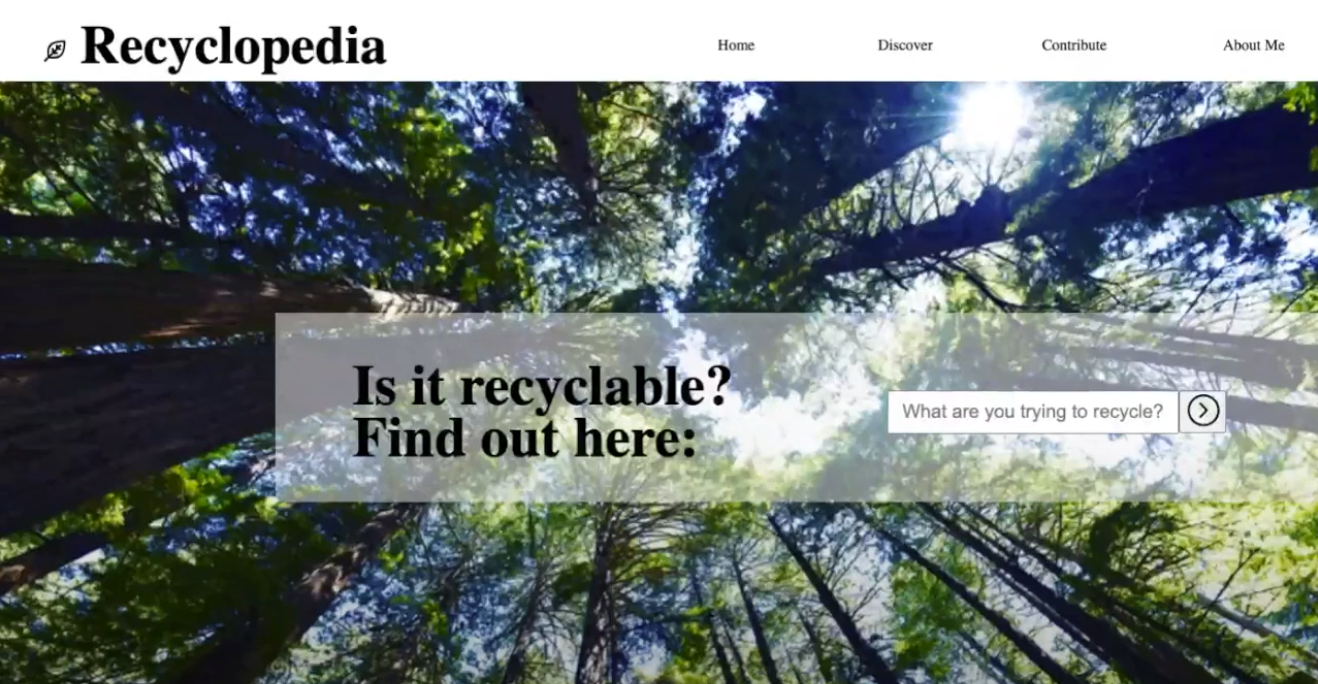 Recyclopedia
Home Discover Contribute About Me
Is it recyclable?
Find out here:
What are you trying to recycle?